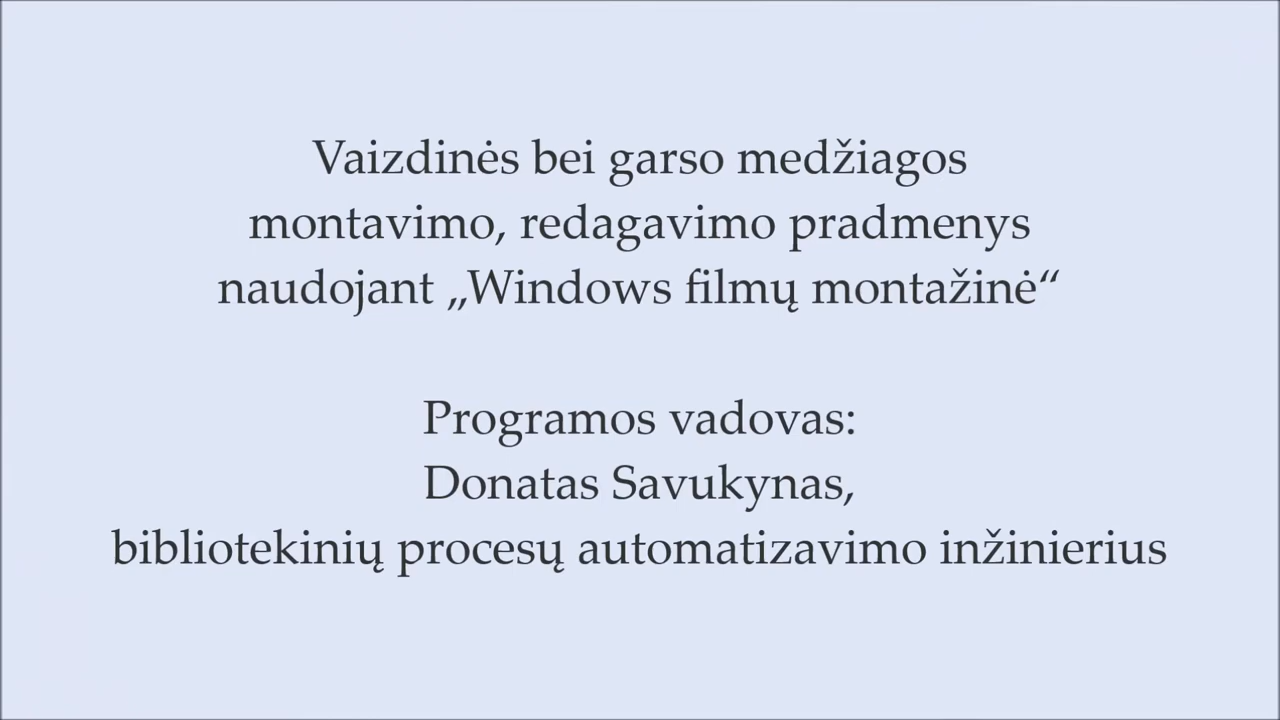 Vaizdinės bei garso medžiagos
montavimo, redagavimo pradmenys
naudojant „Windows filmų montažinė“
Programos vadovas:
Donatas Savukynas,
bibliotekinių procesų automatizavimo inžinierius